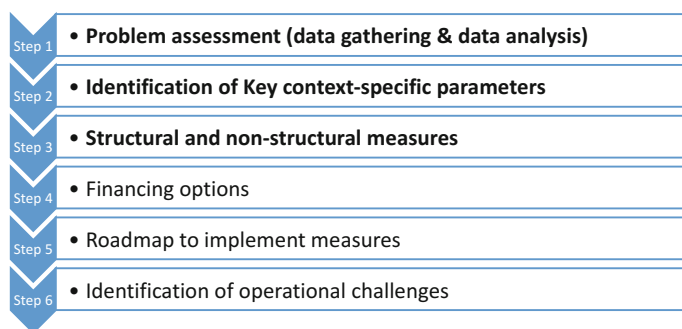 Step 1
• Problem assessment (data gathering & data analysis)
Step 2
• Identification of Key context-specific parameters
Step 3
• Structural and non-structural measures
Step 4
• Financing options
Step 5
• Roadmap to implement measures
Step 6
• Identification of operational challenges